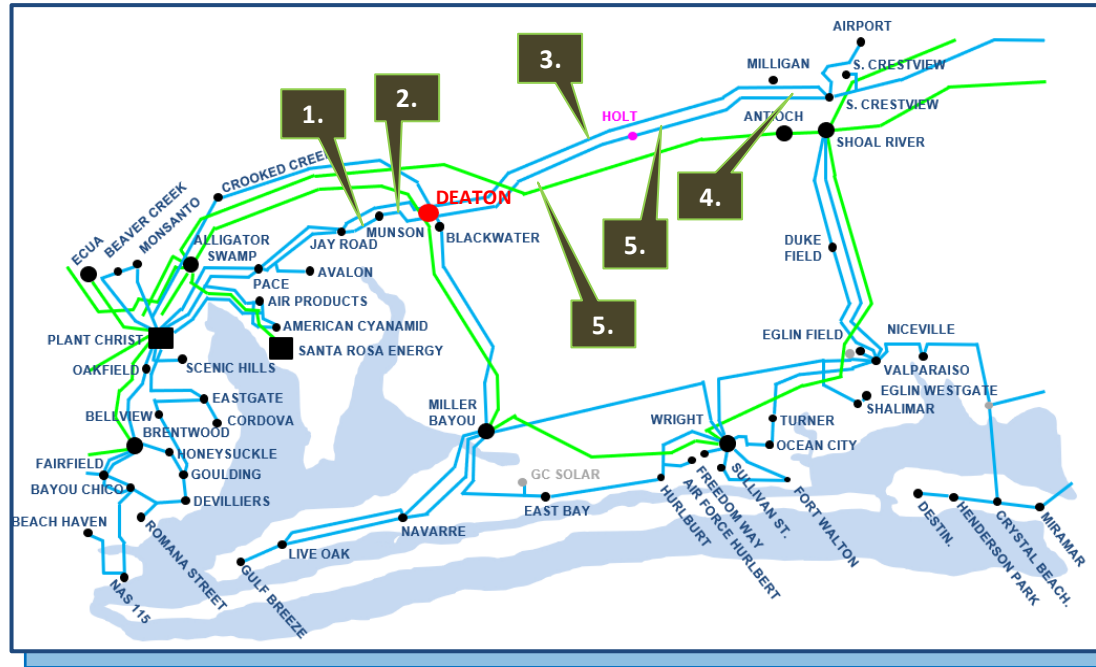 AIRPORT
3.
MILLIGAN
S. CRESTVIEW
2.
1.
HOLT
ANTIOCH
S. CRESTVIEW
SHOAL RIVER
CROOKED CREEK
4.
DEATON
BEAVER CREEK
MONSANTO
ECUA
MUNSON
JAY ROAD
BLACKWATER
ALLIGATOR
SWAMP
5.
DUKE
FIELD
AVALON
PACE
5.
AIR PRODUCTS
AMERICAN CYANAMID
PLANT CHRIST
SANTA ROSA ENERGY
EGLIN FIELD
NICEVILLE
SCENIC HILLS
OAKFIELD
VALPARAISO
EASTGATE
EGLIN WESTGATE
SHALIMAR
MILLER
BAYOU
BELLVIEW
CORDOVA
WRIGHT
TURNER
BRENTWOOD
OCEAN CITY
HONEYSUCKLE
FAIRFIELD
GOULDING
GC SOLAR
BAYOU CHICO
DEVILLIERS
EAST BAY
HURLBURT
AIR FORCE HURLBERT
FREEDOM WAY
SULLIVAN ST.
FORT WALTON
BEACH HAVEN
ROMANA STREET
NAVARRE
DESTIN.
HENDERSON PARK
CRYSTAL BEACH.
MIRAMAR
LIVE OAK
GULF BREEZE
NAS 115